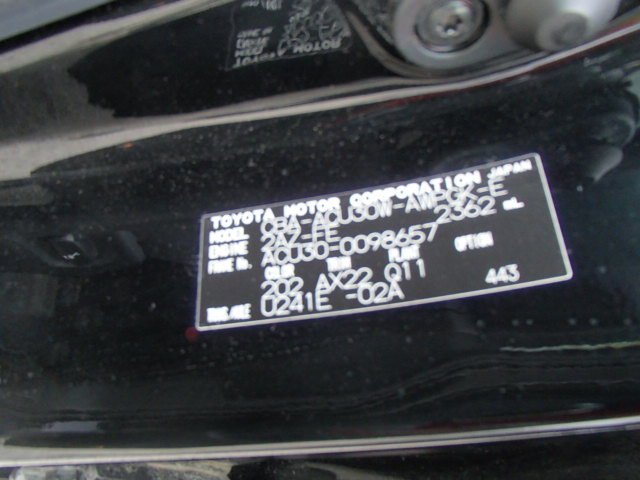 TOYOTA MOTOR CORPORATION JAPAN
MODEL CBA-ACU30W-AWPGK-E
ENGINE 2AZ-FE 2362 mL
FRAME No. ACU30-0098657
COLOR TRIM PLANT OPTION
202 AX22 Q11 443
TRANS./AXLE U241E -02A